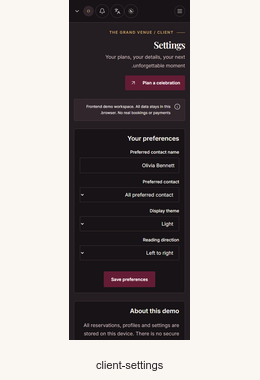 THE GRAND VENUE / CLIENT
Settings
Your plans, your details, your next
unforgettable moment.
Plan a celebration
Frontend demo workspace. All data stays in this
browser. No real bookings or payments.
Your preferences
Preferred contact name
Olivia Bennett
Preferred contact
All preferred contact
Display theme
Light
Reading direction
Left to right
Save preferences
About this demo
All reservations, profiles and settings are
stored on this device. There is no secure
client-settings